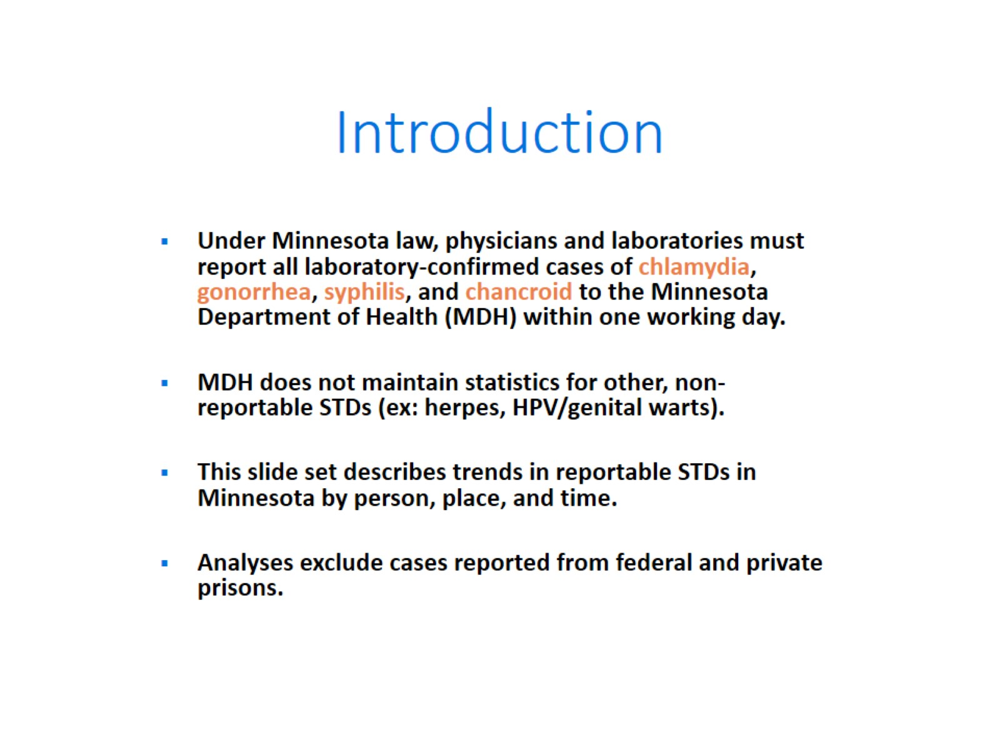 Introduction
▪ Under Minnesota law, physicians and laboratories must
report all laboratory-confirmed cases of chlamydia,
gonorrhea, syphilis, and chancroid to the Minnesota
Department of Health (MDH) within one working day.
▪ MDH does not maintain statistics for other, non-
reportable STDs (ex: herpes, HPV/genital warts).
▪ This slide set describes trends in reportable STDs in
Minnesota by person, place, and time.
▪ Analyses exclude cases reported from federal and private
prisons.